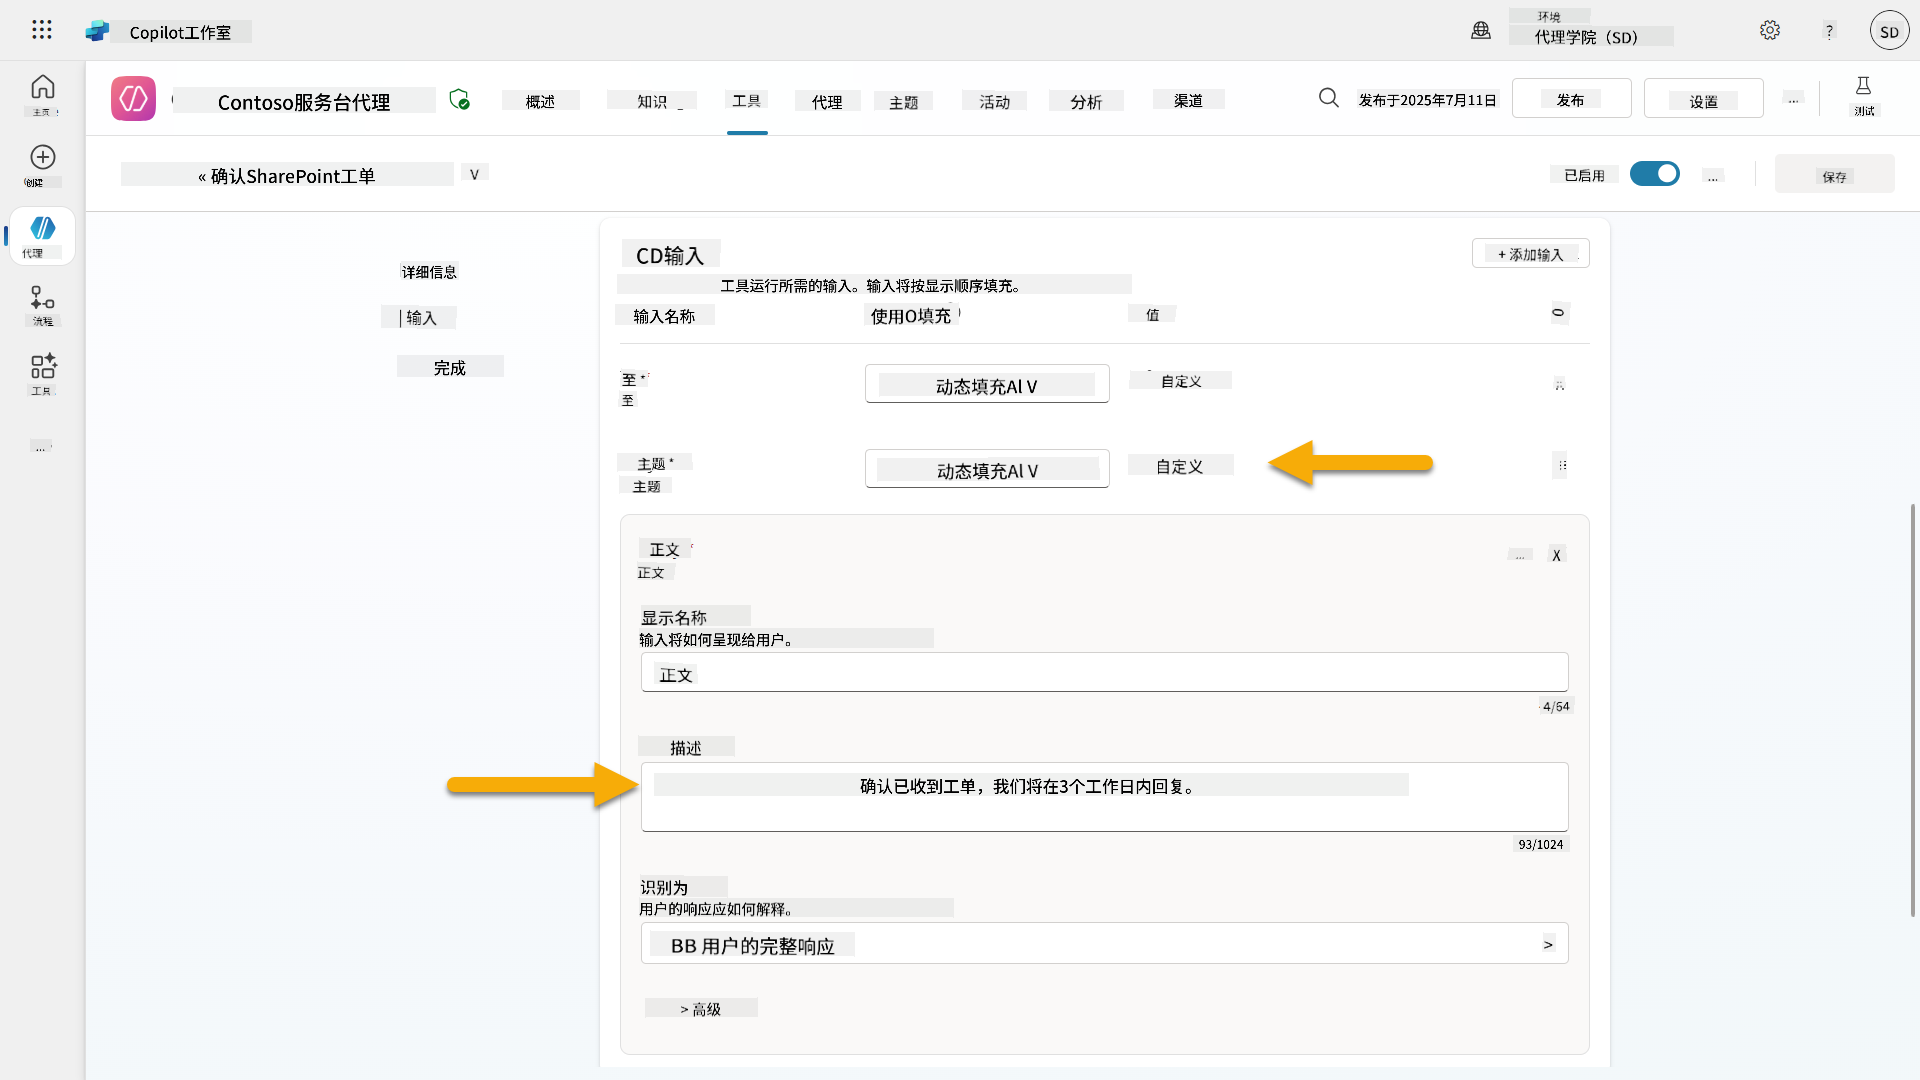 Copilot工作室
环境
代理学院（SD）
?
SD
主页
Contoso服务台代理
概述
知识
工具
代理
主题
活动
分析
渠道
发布于2025年7月11日
发布
设置
...
测试
创建
« 确认SharePoint工单
V
已启用
...
保存
代理
流程
工具
...
详细信息
| 输入
完成
CD输入
+ 添加输入
工具运行所需的输入。输入将按显示顺序填充。
输入名称
使用O填充
值
至 *
至
动态填充Al V
自定义
主题 *
主题
动态填充Al V
自定义
正文
正文
...
X
显示名称
输入将如何呈现给用户。
正文
4/64
描述
确认已收到工单，我们将在3个工作日内回复。
93/1024
识别为
用户的响应应如何解释。
BB 用户的完整响应
>
> 高级